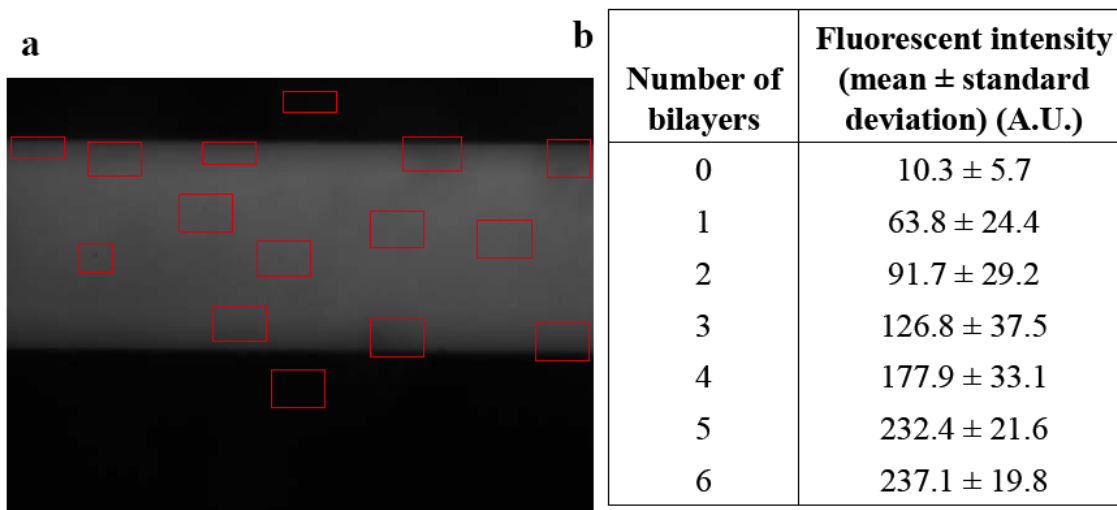 a
b
Number of
bilayers
Fluorescent intensity
(mean ± standard
deviation) (A.U.)
0 10.3 ± 5.7
1 63.8 ± 24.4
2 91.7 ± 29.2
3 126.8 ± 37.5
4 177.9 ± 33.1
5 232.4 ± 21.6
6 237.1 ± 19.8